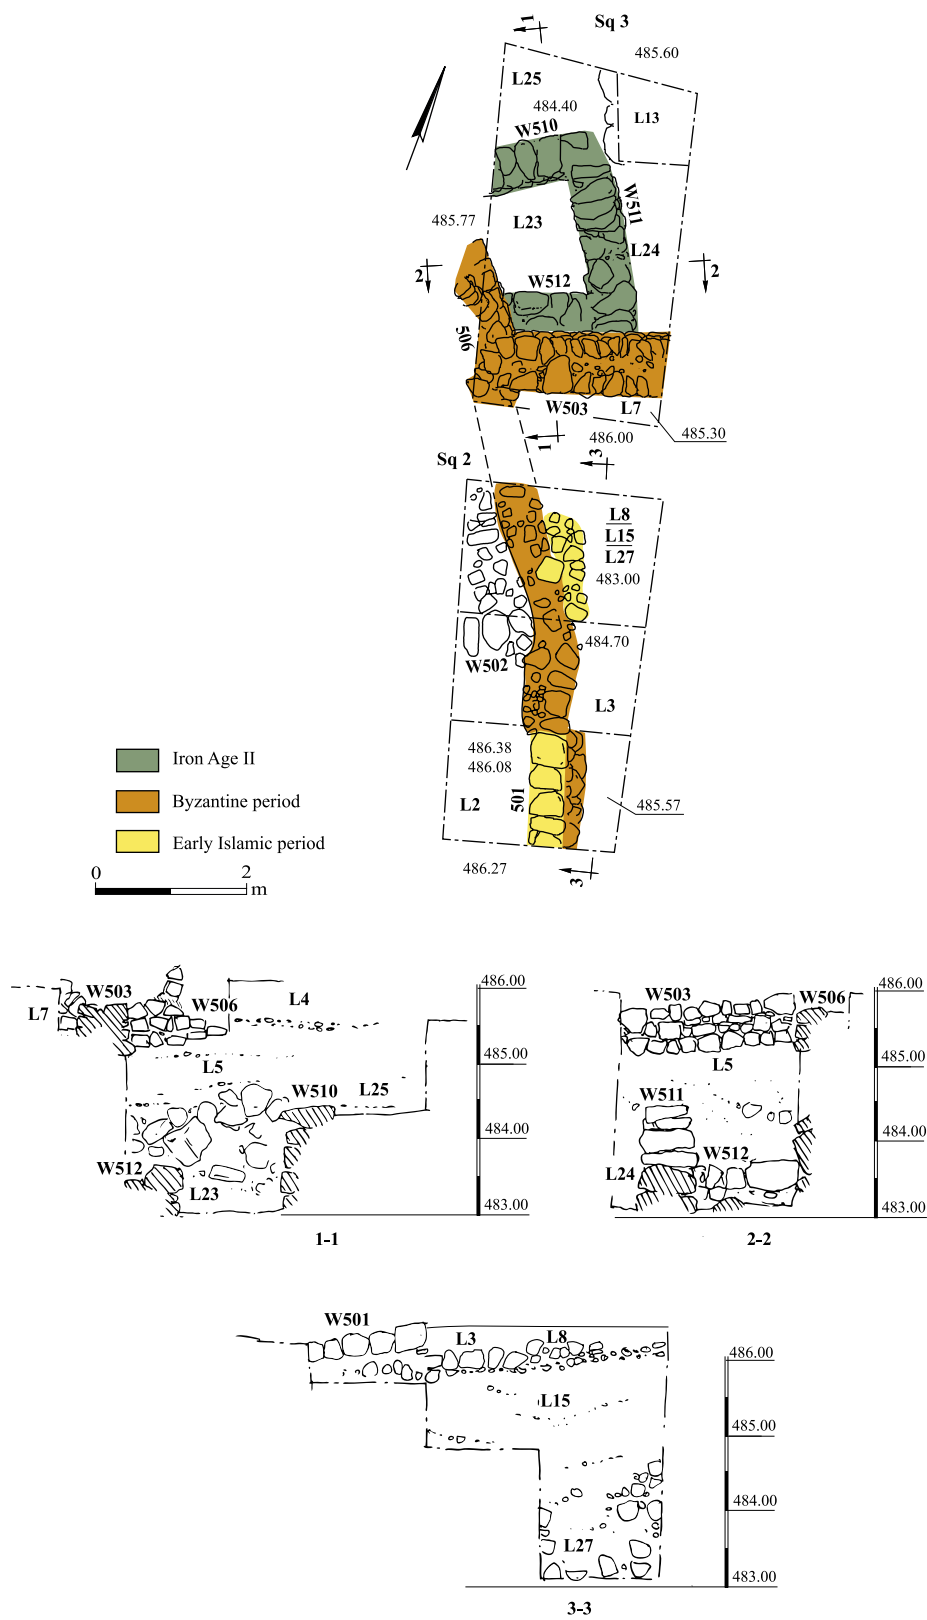 1
Sq 3
485.60
L25
484.40
L13
W510
W511
L23
485.77
L24
2
2
W512
506
W503
L7
1
486.00
485.30
3
Sq 2
L8
L15
L27
483.00
484.70
W502
L3
486.38
486.08
501
L2
485.57
486.27
3
Iron Age II
Byzantine period
Early Islamic period
0
2
m
486.00
W503
W506
L4
L7
485.00
L5
W510
L25
484.00
W512
L23
483.00
1-1
486.00
W503
W506
L5
485.00
W511
484.00
W512
L24
483.00
2-2
W501
L3
L8
486.00
L15
485.00
484.00
L27
483.00
3-3